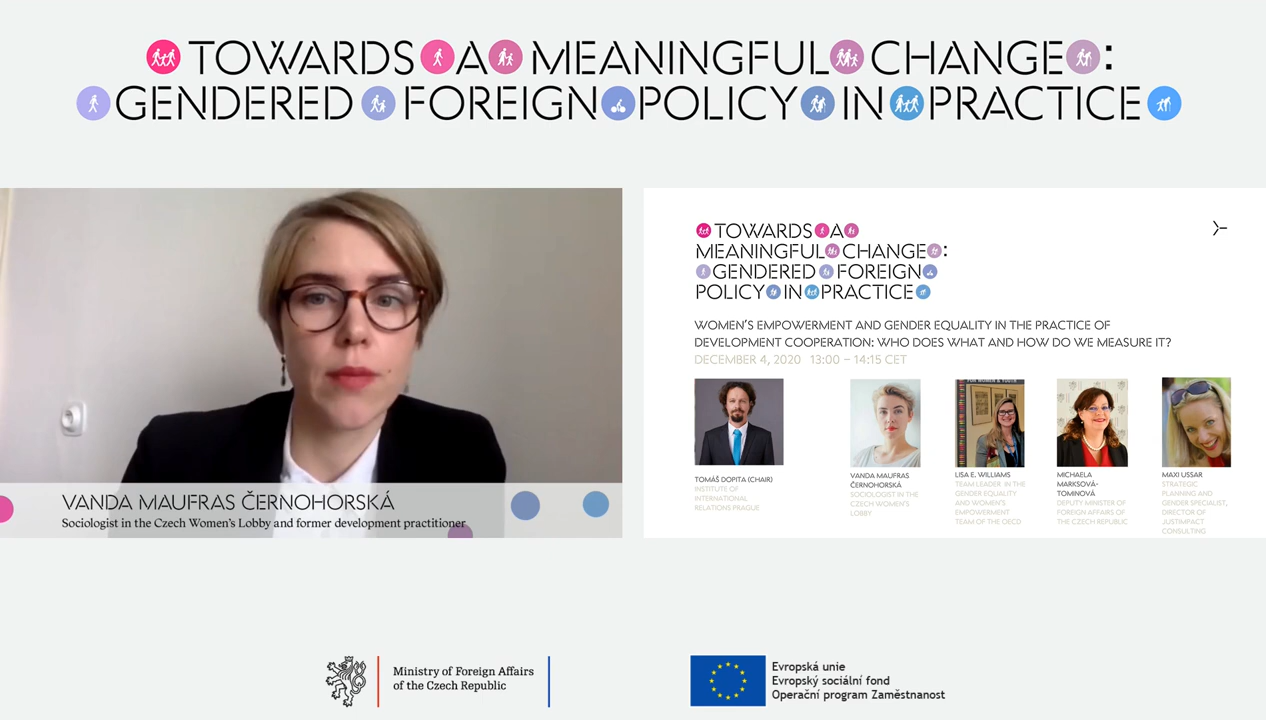 TOWARDS A MEANINGFUL CHANGE:
GENDERED FOREIGN POLICY IN PRACTICE
VANDA MAUFRAS ČERNOHORSKÁ
Sociologist in the Czech Women's Lobby and former development practitioner
TOWARDS A
MEANINGFUL CHANGE:
GENDERED FOREIGN
POLICY IN PRACTICE
WOMEN'S EMPOWERMENT AND GENDER EQUALITY IN THE PRACTICE OF
DEVELOPMENT COOPERATION: WHO DOES WHAT AND HOW DO WE MEASURE IT?
DECEMBER 4, 2020 13:00 – 14:15 CET
FOR WOMEN & YOUTH
TOMÁŠ DOPITA (CHAIR)
INSTITUTE OF
INTERNATIONAL
RELATIONS PRAGUE
VANDA MAUFRAS
ČERNOHORSKÁ
SOCIOLOGIST IN THE
CZECH WOMEN'S
LOBBY
LISA E. WILLIAMS
TEAM LEADER IN THE
GENDER EQUALITY
AND WOMEN'S
EMPOWERMENT
TEAM OF THE OECD
MICHAELA
MARKSOVÁ-
TOMINOVÁ
DEPUTY MINISTER OF
FOREIGN AFFAIRS OF
THE CZECH REPUBLIC
MAXI USSAR
STRATEGIC
PLANNING AND
GENDER SPECIALIST,
DIRECTOR OF
JUSTIMPACT
CONSULTING
Ministry of Foreign Affairs
of the Czech Republic
Evropská unie
Evropský sociální fond
Operační program Zaměstnanost